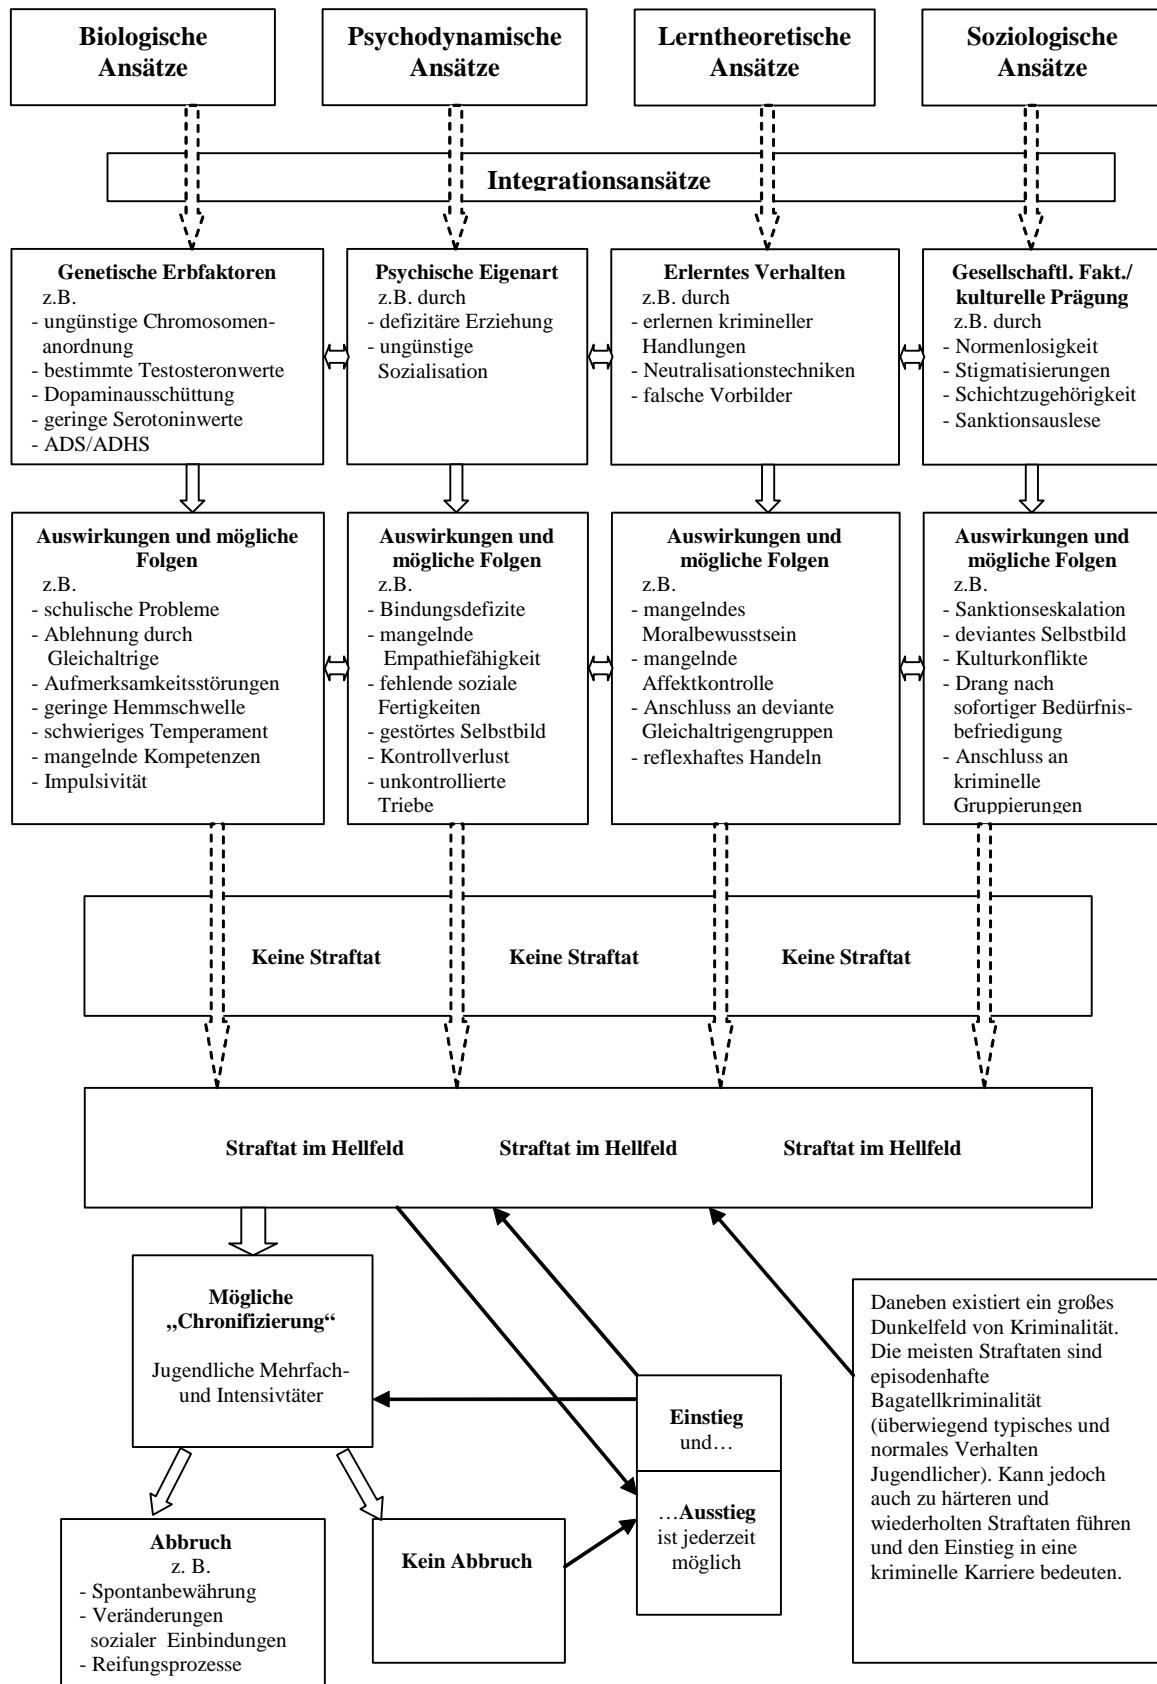 Biologische
Ansätze
Psychodynamische
Ansätze
Lerntheoretische
Ansätze
Soziologische
Ansätze
Integrationsansätze
Genetische Erbfaktoren
z.B.
- ungünstige Chromosomen-
anordnung
- bestimmte Testosteronwerte
- Dopaminausschüttung
- geringe Serotoninwerte
- ADS/ADHS
Psychische Eigenart
z.B. durch
- defizitäre Erziehung
- ungünstige
Sozialisation
Erlerntes Verhalten
z.B. durch
- erlernen krimineller
Handlungen
- Neutralisationstechniken
- falsche Vorbilder
Gesellschaftl. Fakt./
kulturelle Prägung
z.B. durch
- Normenlosigkeit
- Stigmatisierungen
- Schichtzugehörigkeit
- Sanktionsauslese
Auswirkungen und mögliche
Folgen
z.B.
- schulische Probleme
- Ablehnung durch
Gleichaltrige
- Aufmerksamkeitsstörungen
- geringe Hemmschwelle
- schwieriges Temperament
- mangelnde Kompetenzen
- Impulsivität
Auswirkungen und
mögliche Folgen
z.B.
- Bindungsdefizite
- mangelnde
Empathiefähigkeit
- fehlende soziale
Fertigkeiten
- gestörtes Selbstbild
- Kontrollverlust
- unkontrollierte
Triebe
Auswirkungen und
mögliche Folgen
z.B.
- mangelndes
Moralbewusstsein
- mangelnde
Affektkontrolle
- Anschluss an deviante
Gleichaltrigengruppen
- reflexhaftes Handeln
Auswirkungen und
mögliche Folgen
z.B.
- Sanktionseskalation
- deviantes Selbstbild
- Kulturkonflikte
- Drang nach
sofortiger Bedürfnis-
befriedigung
- Anschluss an
kriminelle
Gruppierungen
Keine Straftat
Keine Straftat
Keine Straftat
Straftat im Hellfeld
Straftat im Hellfeld
Straftat im Hellfeld
Mögliche
„Chronifizierung“
Jugendliche Mehrfach-
und Intensivtäter
Einstieg
und…
…Ausstieg
ist jederzeit
möglich
Daneben existiert ein großes
Dunkelfeld von Kriminalität.
Die meisten Straftaten sind
episodenhafte
Bagatellkriminalität
(überwiegend typisches und
normales Verhalten
Jugendlicher). Kann jedoch
auch zu härteren und
wiederholten Straftaten führen
und den Einstieg in eine
kriminelle Karriere bedeuten.
Abbruch
z. B.
- Spontanbewährung
- Veränderungen
sozialer Einbindungen
- Reifungsprozesse
Kein Abbruch